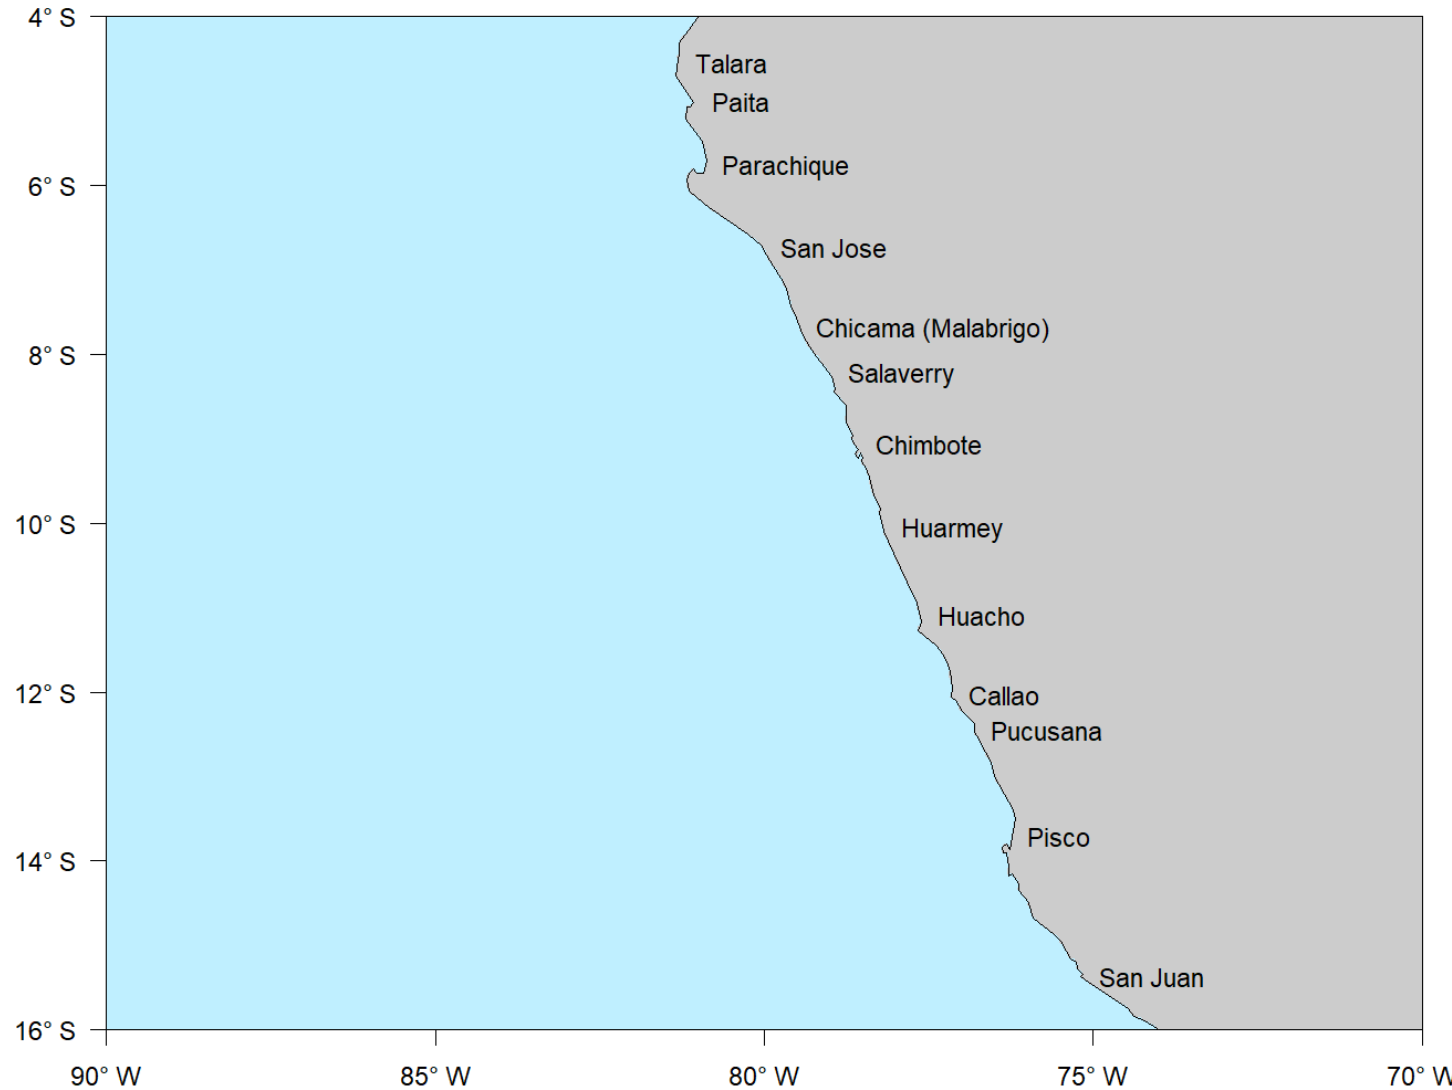 4° S
Talara
Paita
Parachique
6° S
San Jose
Chicama (Malabrigo)
8° S
Salaverry
Chimbote
10° S
Huarmey
Huacho
12° S
Callao
Pucusana
14° S
Pisco
San Juan
16° S
90° W
85° W
80° W
75° W
70° W